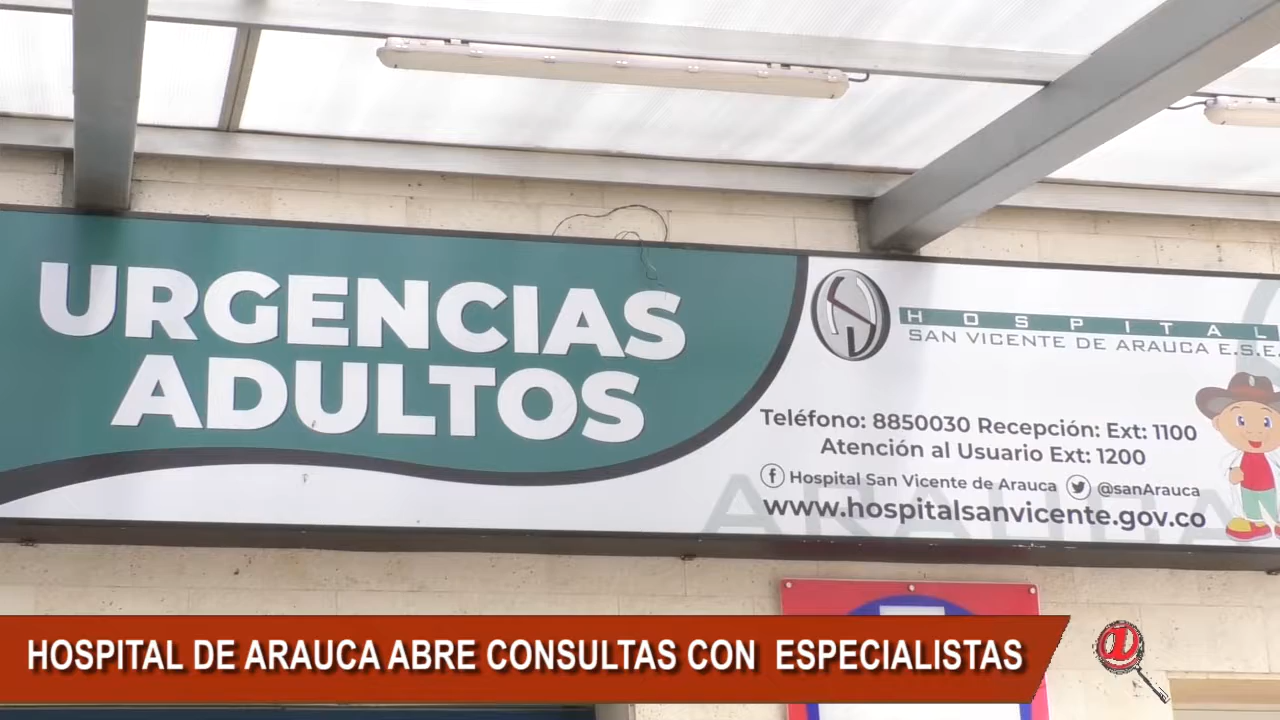 URGENCIAS
ADULTOS
HOSPITAL
SAN VICENTE DE ARAUCA E.S.E.
Teléfono: 8850030 Recepción: Ext: 1100
Atención al Usuario Ext: 1200
Hospital San Vicente de Arauca @sanArauca
www.hospitalsanvicente.gov.co
ARAUCA
HOSPITAL DE ARAUCA ABRE CONSULTAS CON ESPECIALISTAS